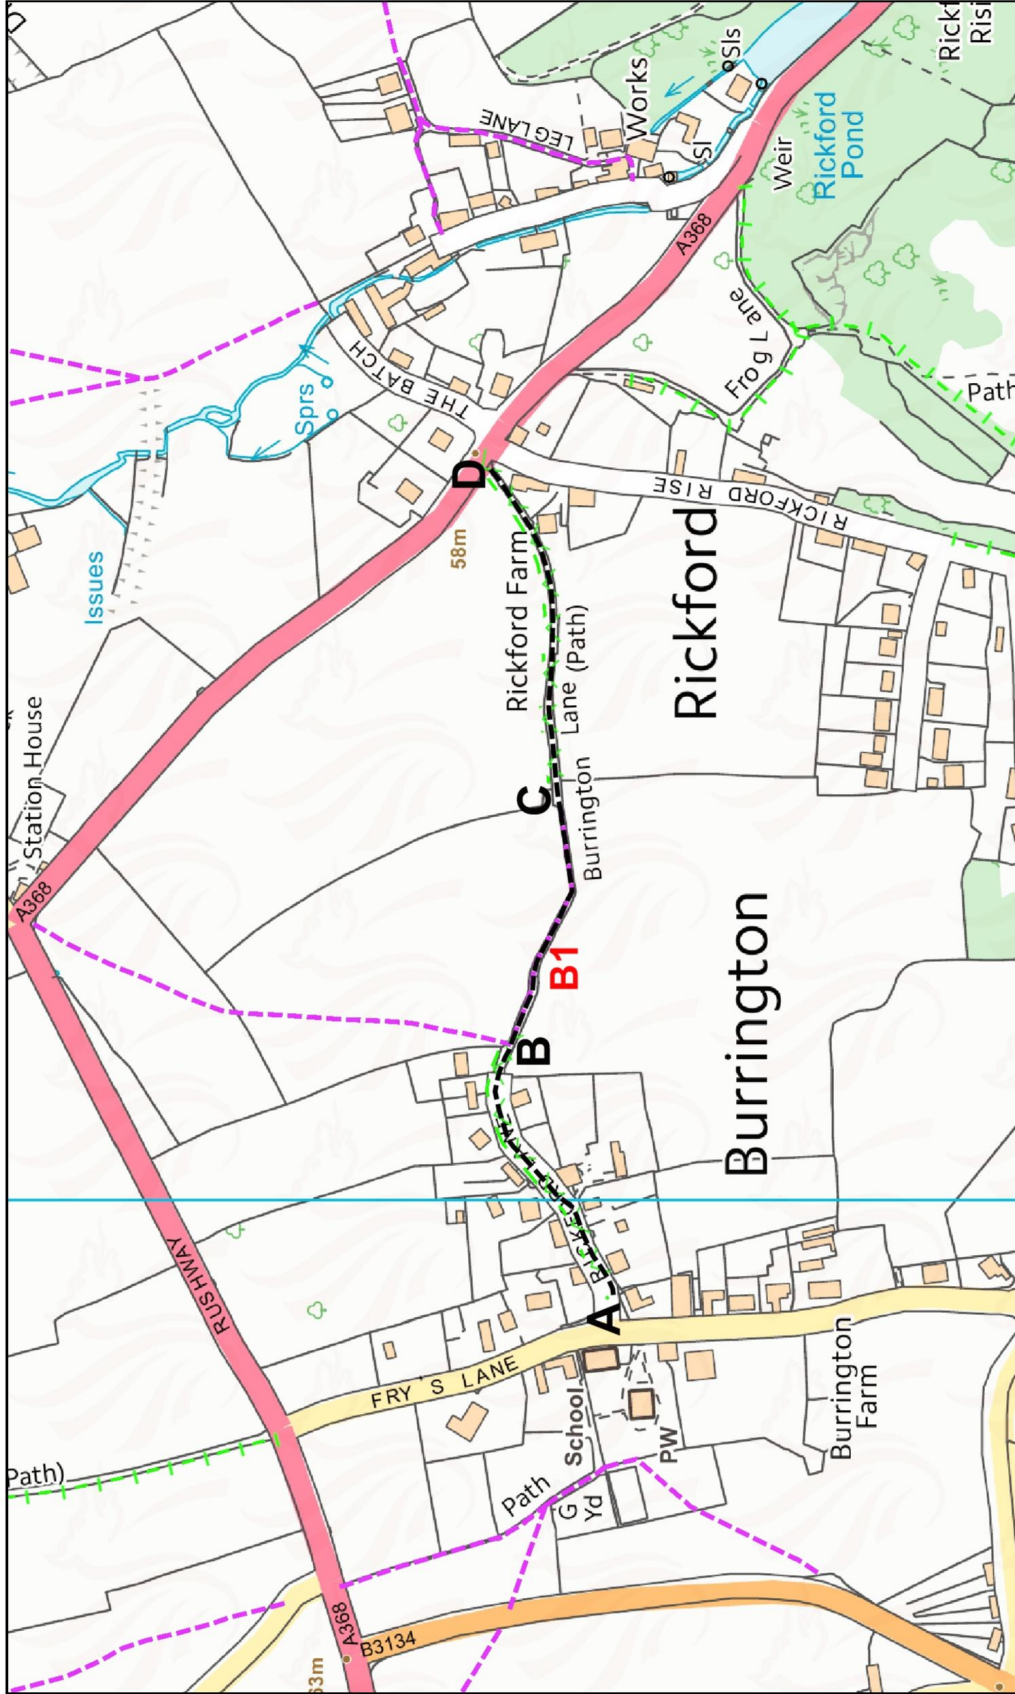 Path)
RUSHWAY
A368
B3134
63m
FRY'S LANE
Path
G
Yd
School
PW
Burrington
Farm
A
RICKFORD LANE
B
B1
Burrington
C
Burrington Lane (Path)
A368
Station House
Issues
58m
D
Rickford Farm
Rickford
RICKFORD RISE
THE BATCH
Sprs
Frog Lane
Path
A368
LEG LANE
Works
Sl
Sls
Weir
Rickford
Pond